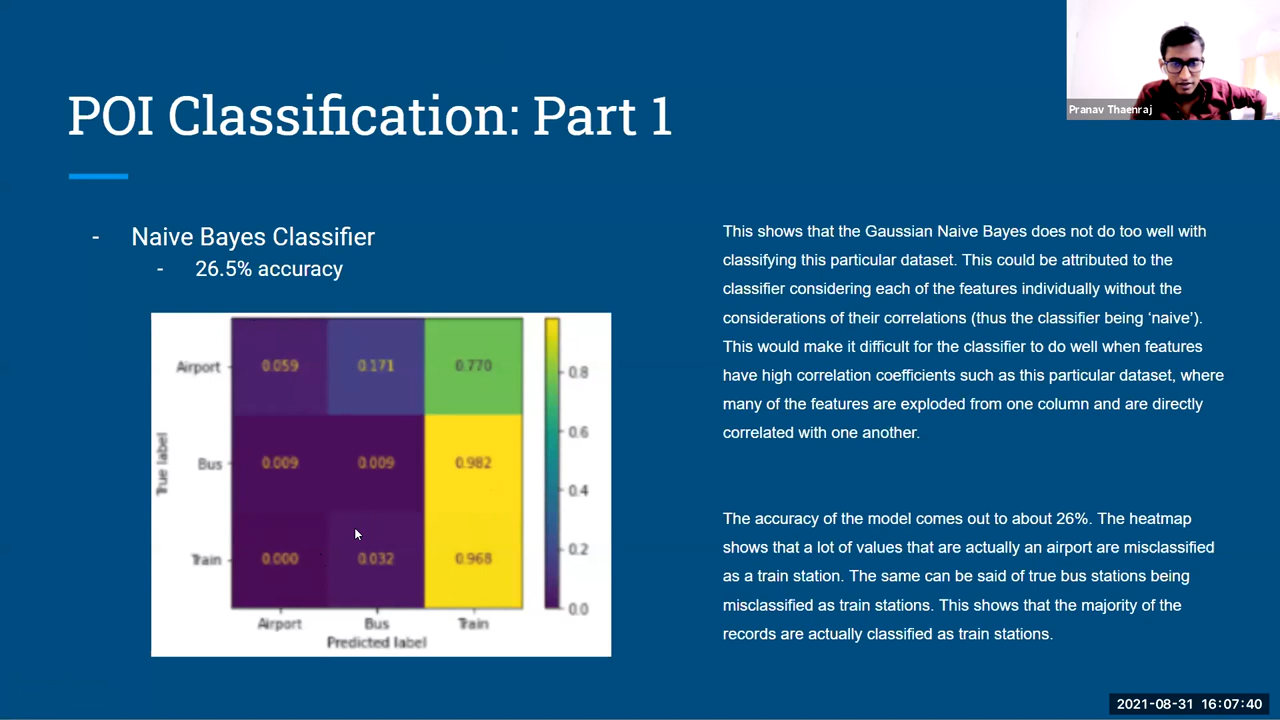 POI Classification: Part 1
Pranav Thaenraj
- Naive Bayes Classifier
- 26.5% accuracy
Airport 0.059 0.171 0.770
Bus 0.009 0.009 0.982
Train 0.000 0.032 0.968
True label
Airport Bus Train
Predicted label
0.8
0.6
0.4
0.2
0.0
This shows that the Gaussian Naive Bayes does not do too well with
classifying this particular dataset. This could be attributed to the
classifier considering each of the features individually without the
considerations of their correlations (thus the classifier being ‘naive’).
This would make it difficult for the classifier to do well when features
have high correlation coefficients such as this particular dataset, where
many of the features are exploded from one column and are directly
correlated with one another.
The accuracy of the model comes out to about 26%. The heatmap
shows that a lot of values that are actually an airport are misclassified
as a train station. The same can be said of true bus stations being
misclassified as train stations. This shows that the majority of the
records are actually classified as train stations.
2021-08-31 16:07:40